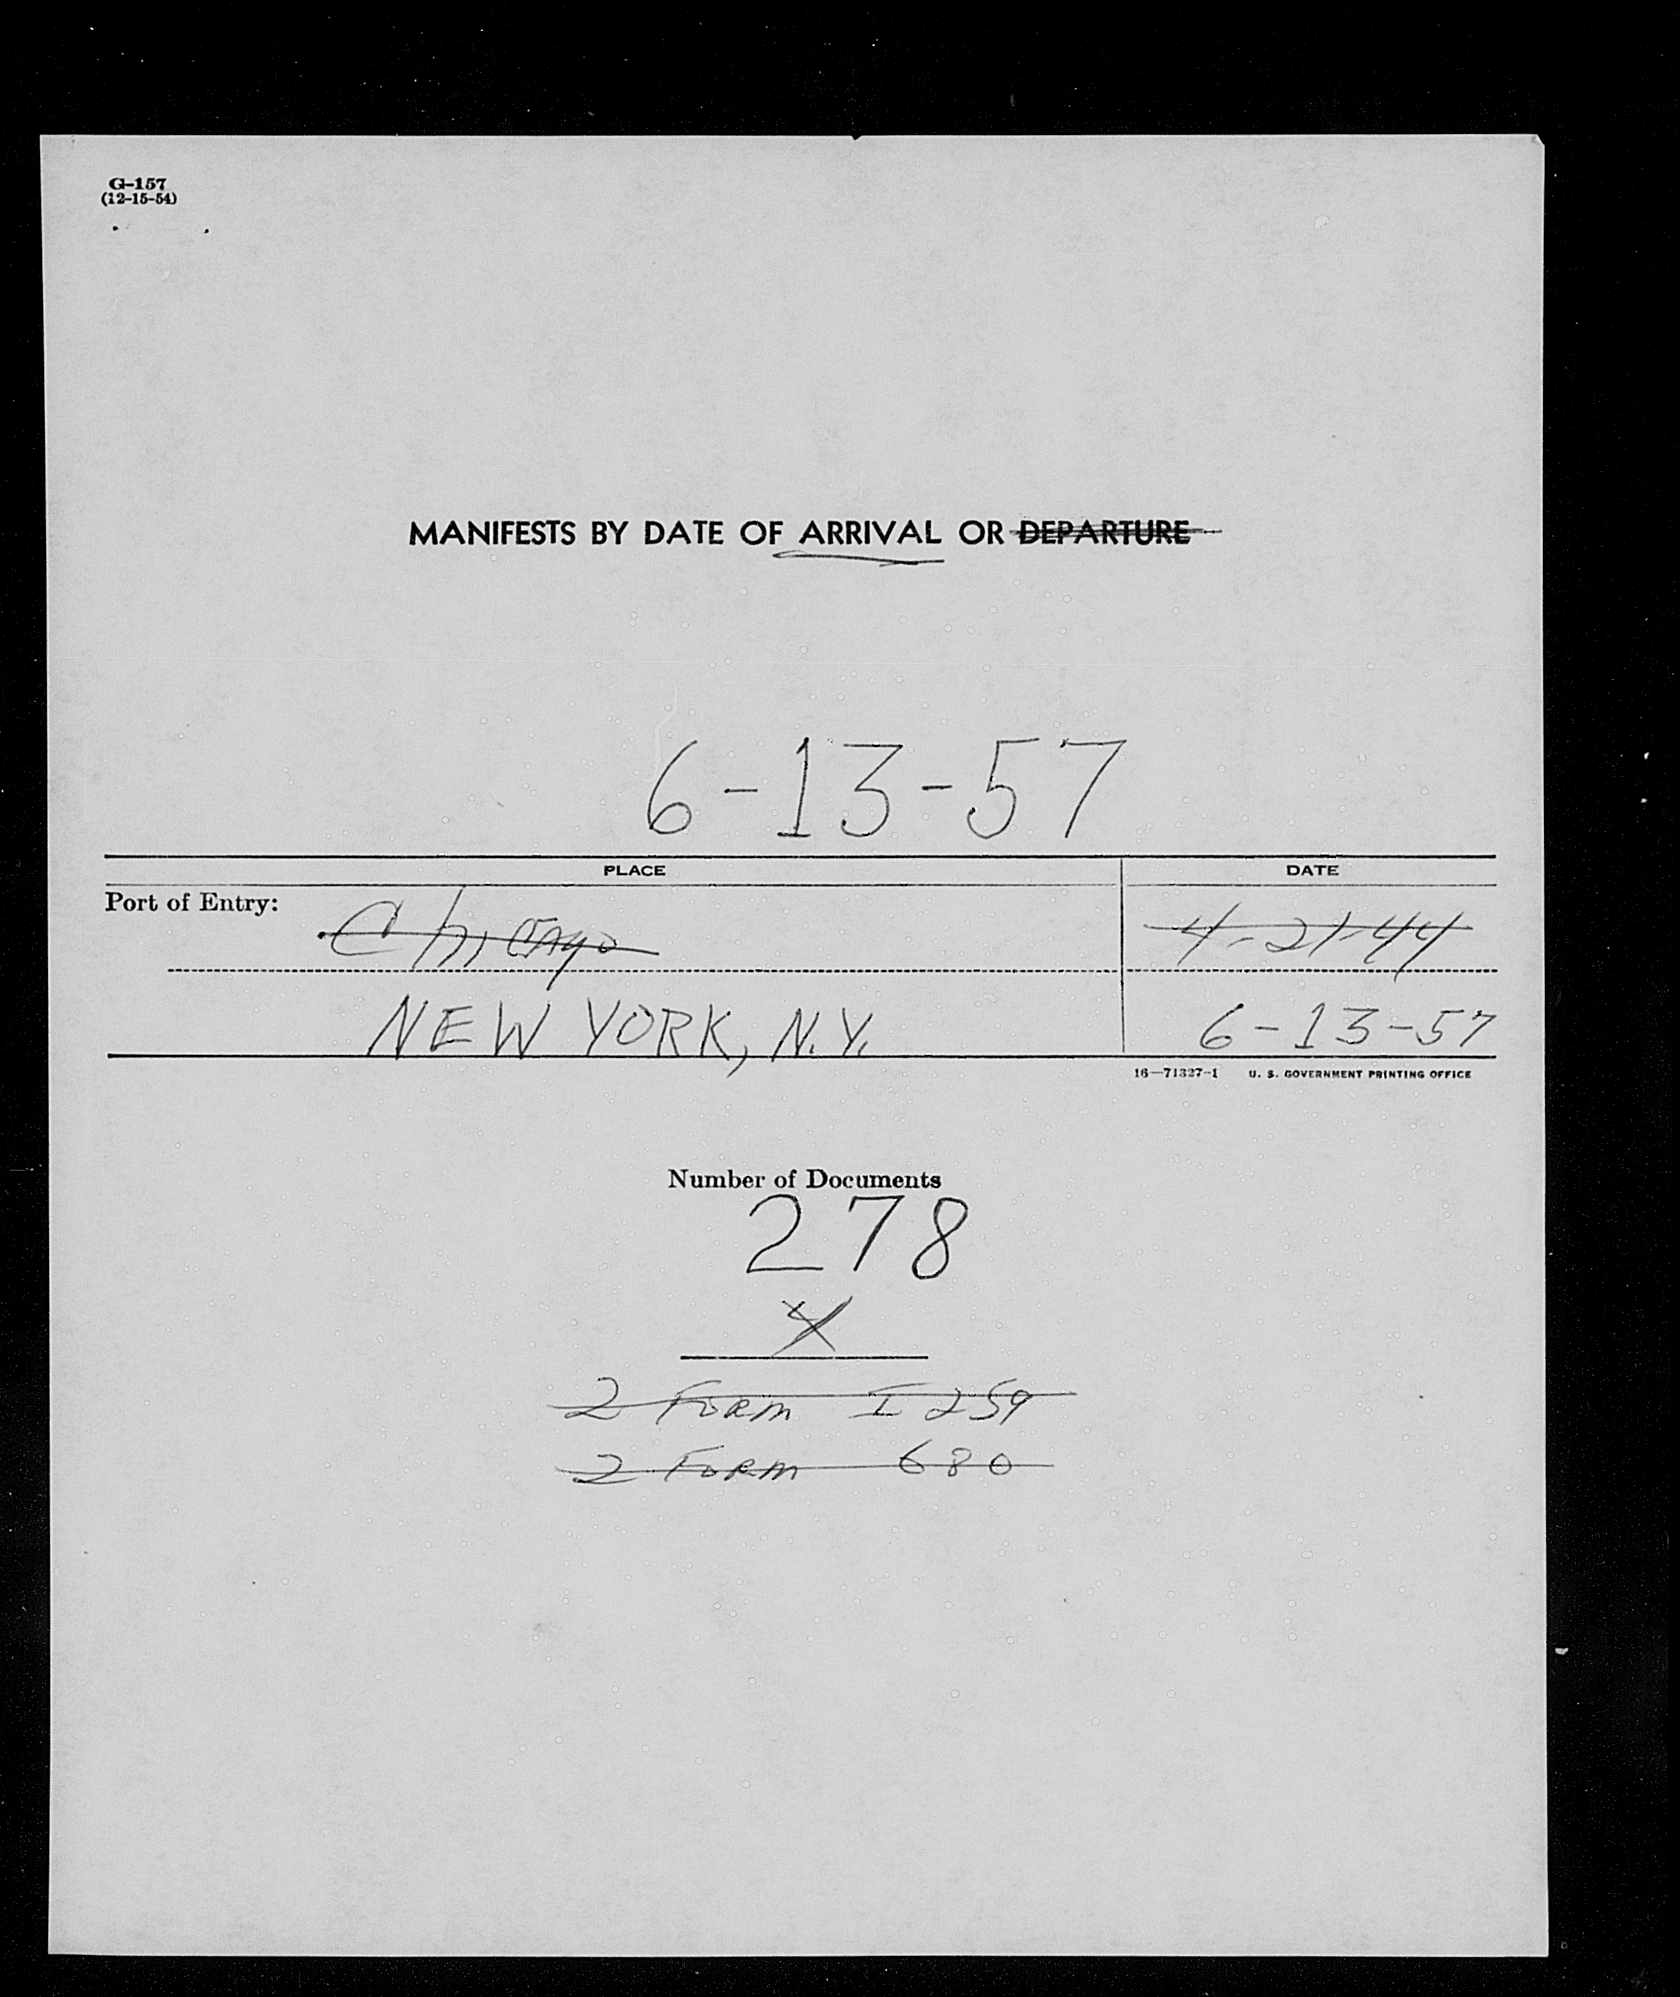 G-157
(12-15-54)
MANIFESTS BY DATE OF ARRIVAL OR DEPARTURE
6-13-57
PLACE DATE
Port of Entry: Chicago 4-21-44
NEW YORK, N.Y. 6-13-57
16—71327-1 U. S. GOVERNMENT PRINTING OFFICE
Number of Documents
278
4
2 Form I 259
2 Form 680